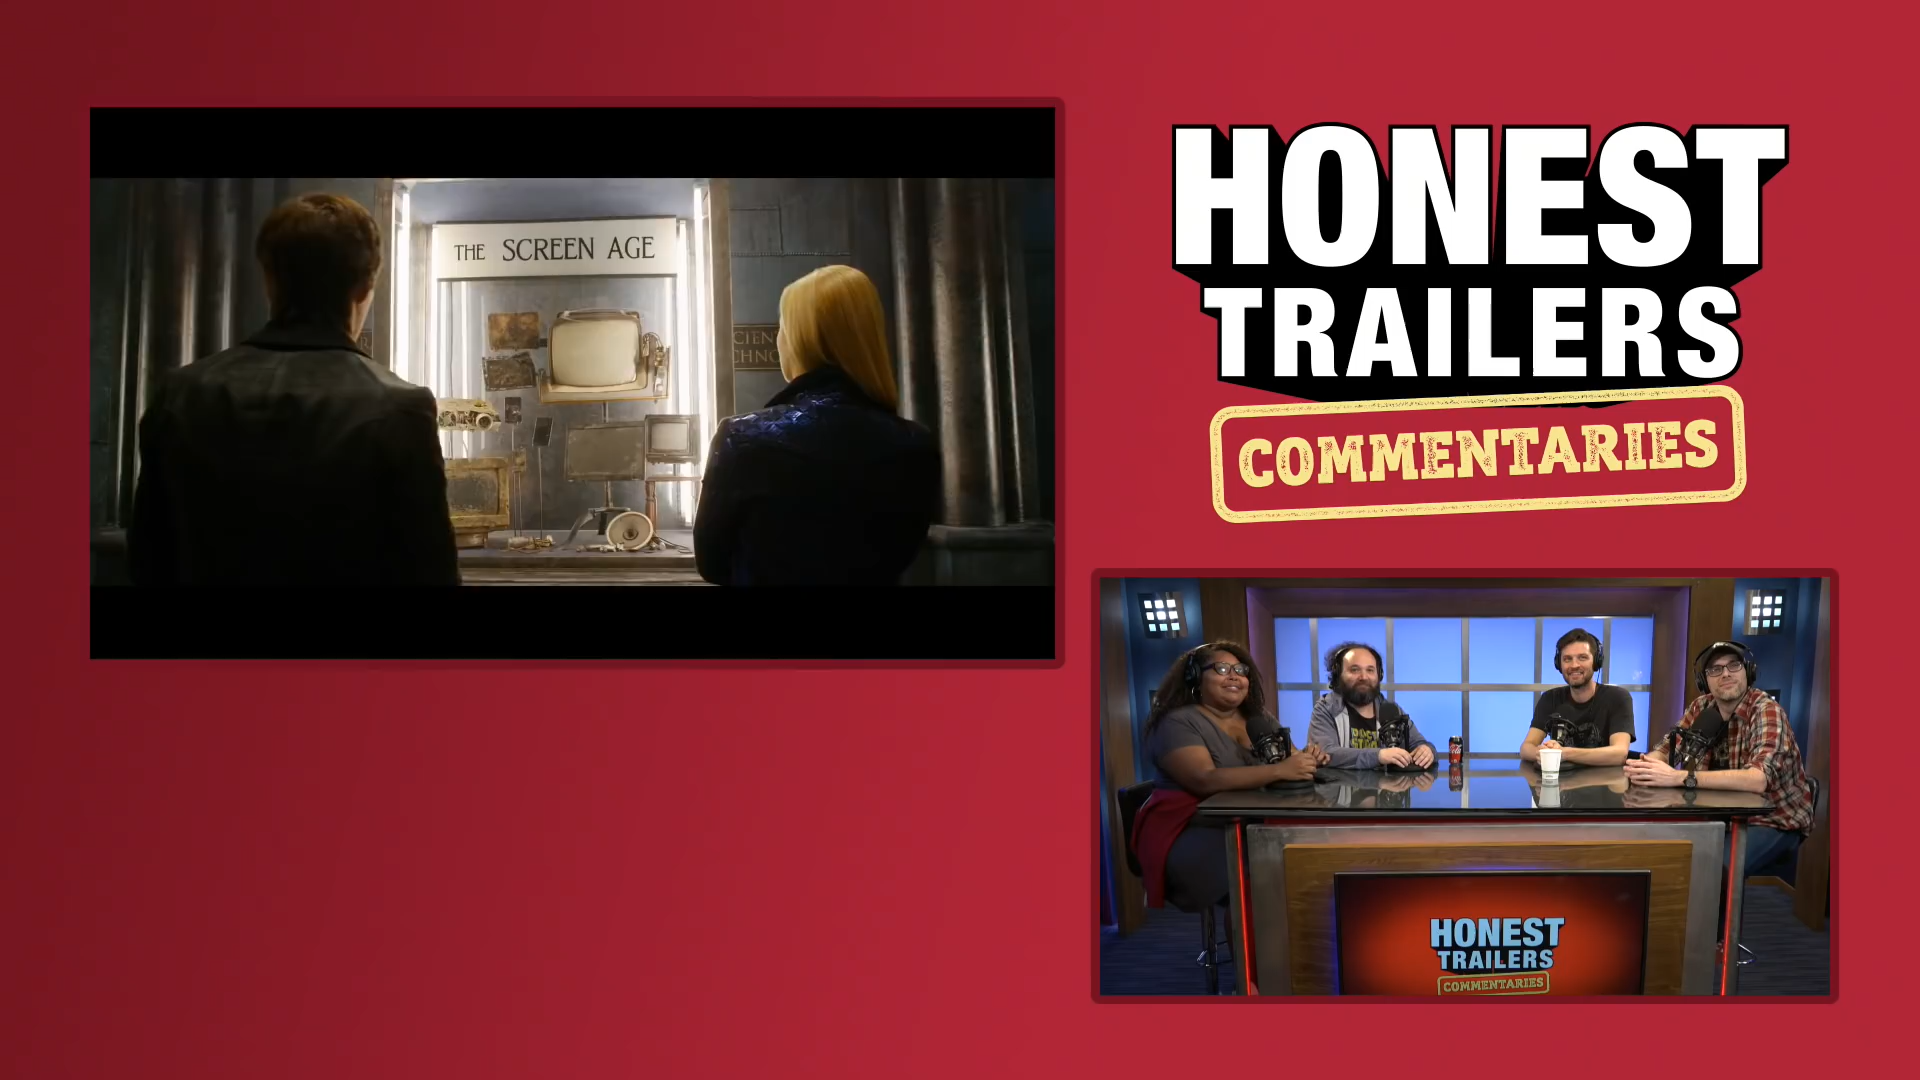 THE SCREEN AGE
HONEST
TRAILERS
COMMENTARIES
HONEST
TRAILERS
COMMENTARIES